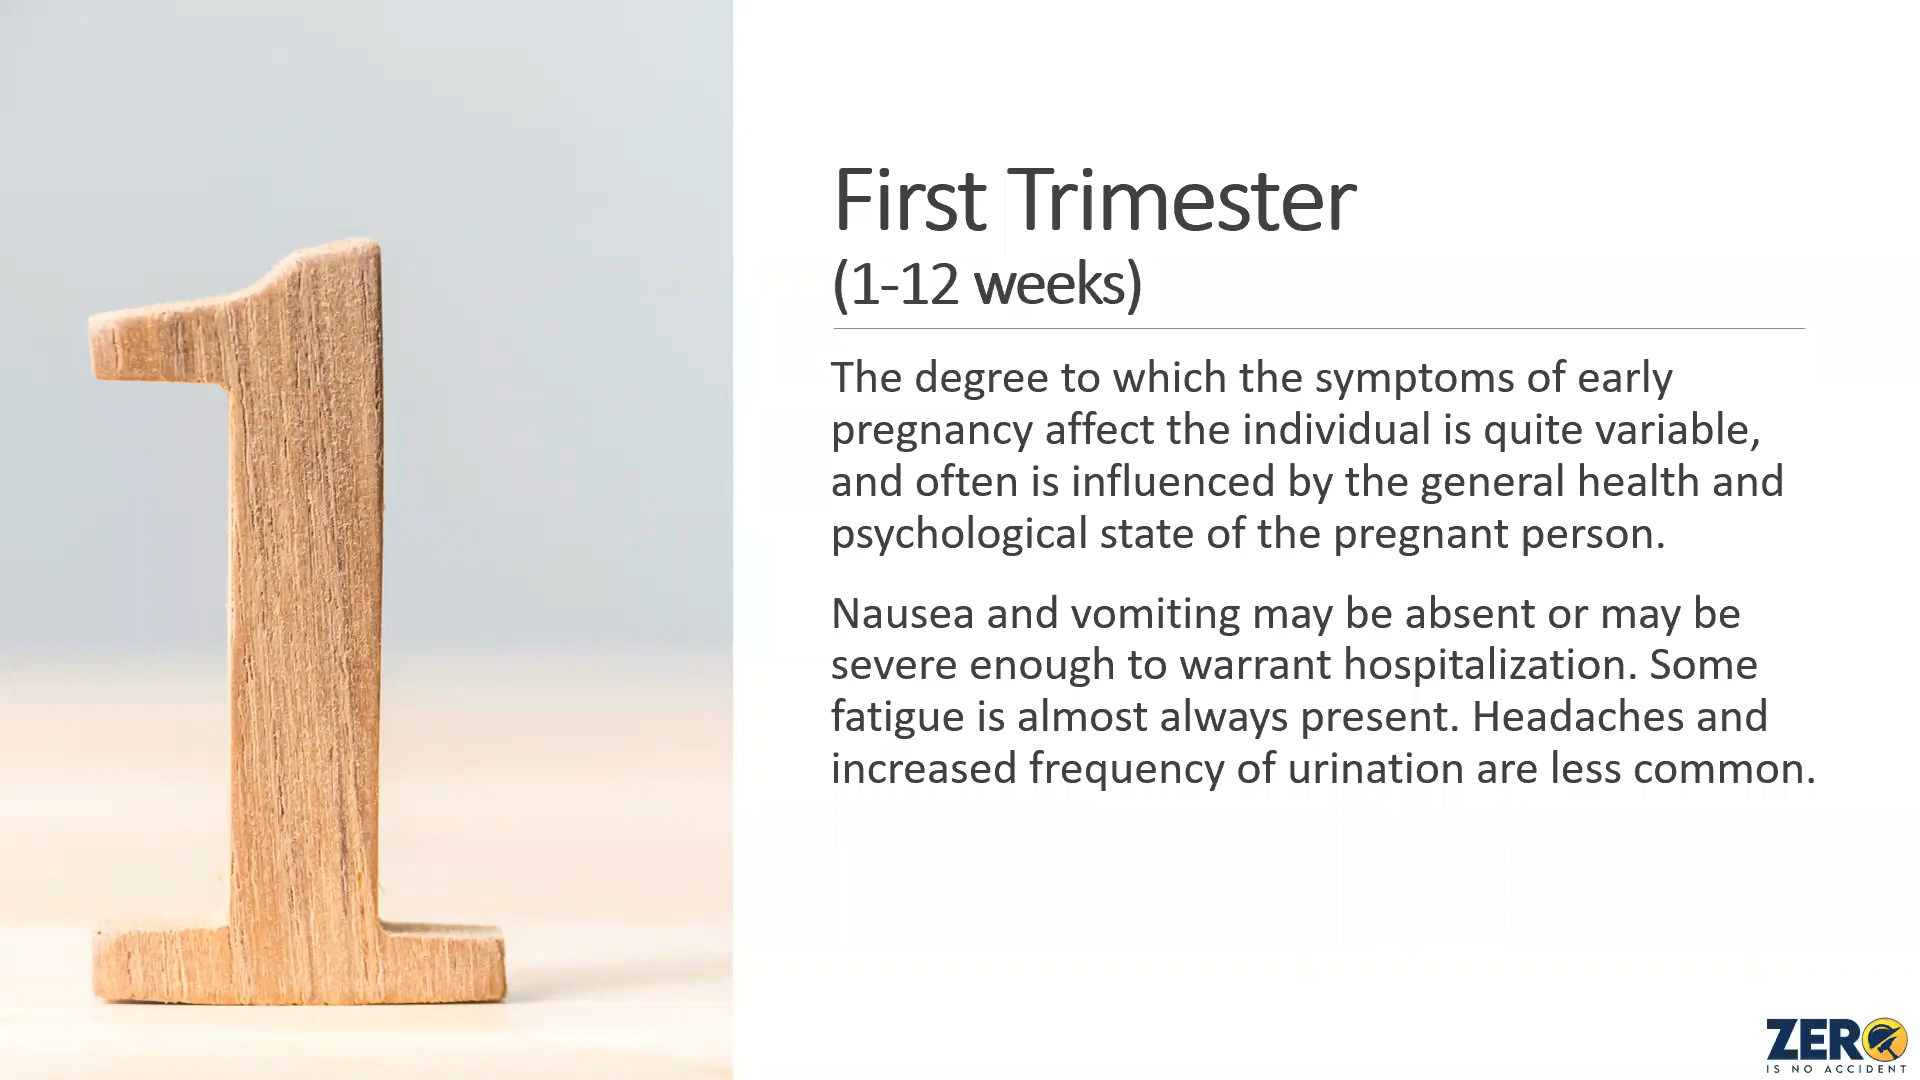 First Trimester
(1-12 weeks)
The degree to which the symptoms of early
pregnancy affect the individual is quite variable,
and often is influenced by the general health and
psychological state of the pregnant person.
Nausea and vomiting may be absent or may be
severe enough to warrant hospitalization. Some
fatigue is almost always present. Headaches and
increased frequency of urination are less common.
1
ZERO
IS NO ACCIDENT